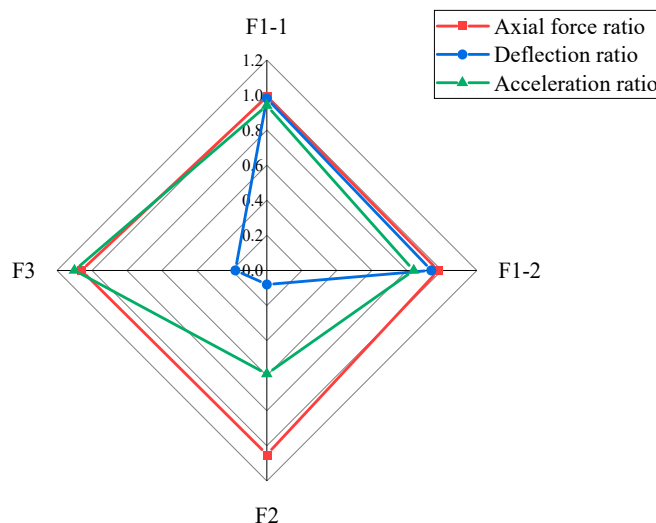 F1-1
Axial force ratio
Deflection ratio
Acceleration ratio
1.2
1.0
0.8
0.6
0.4
0.2
0.0
F3
F1-2
F2